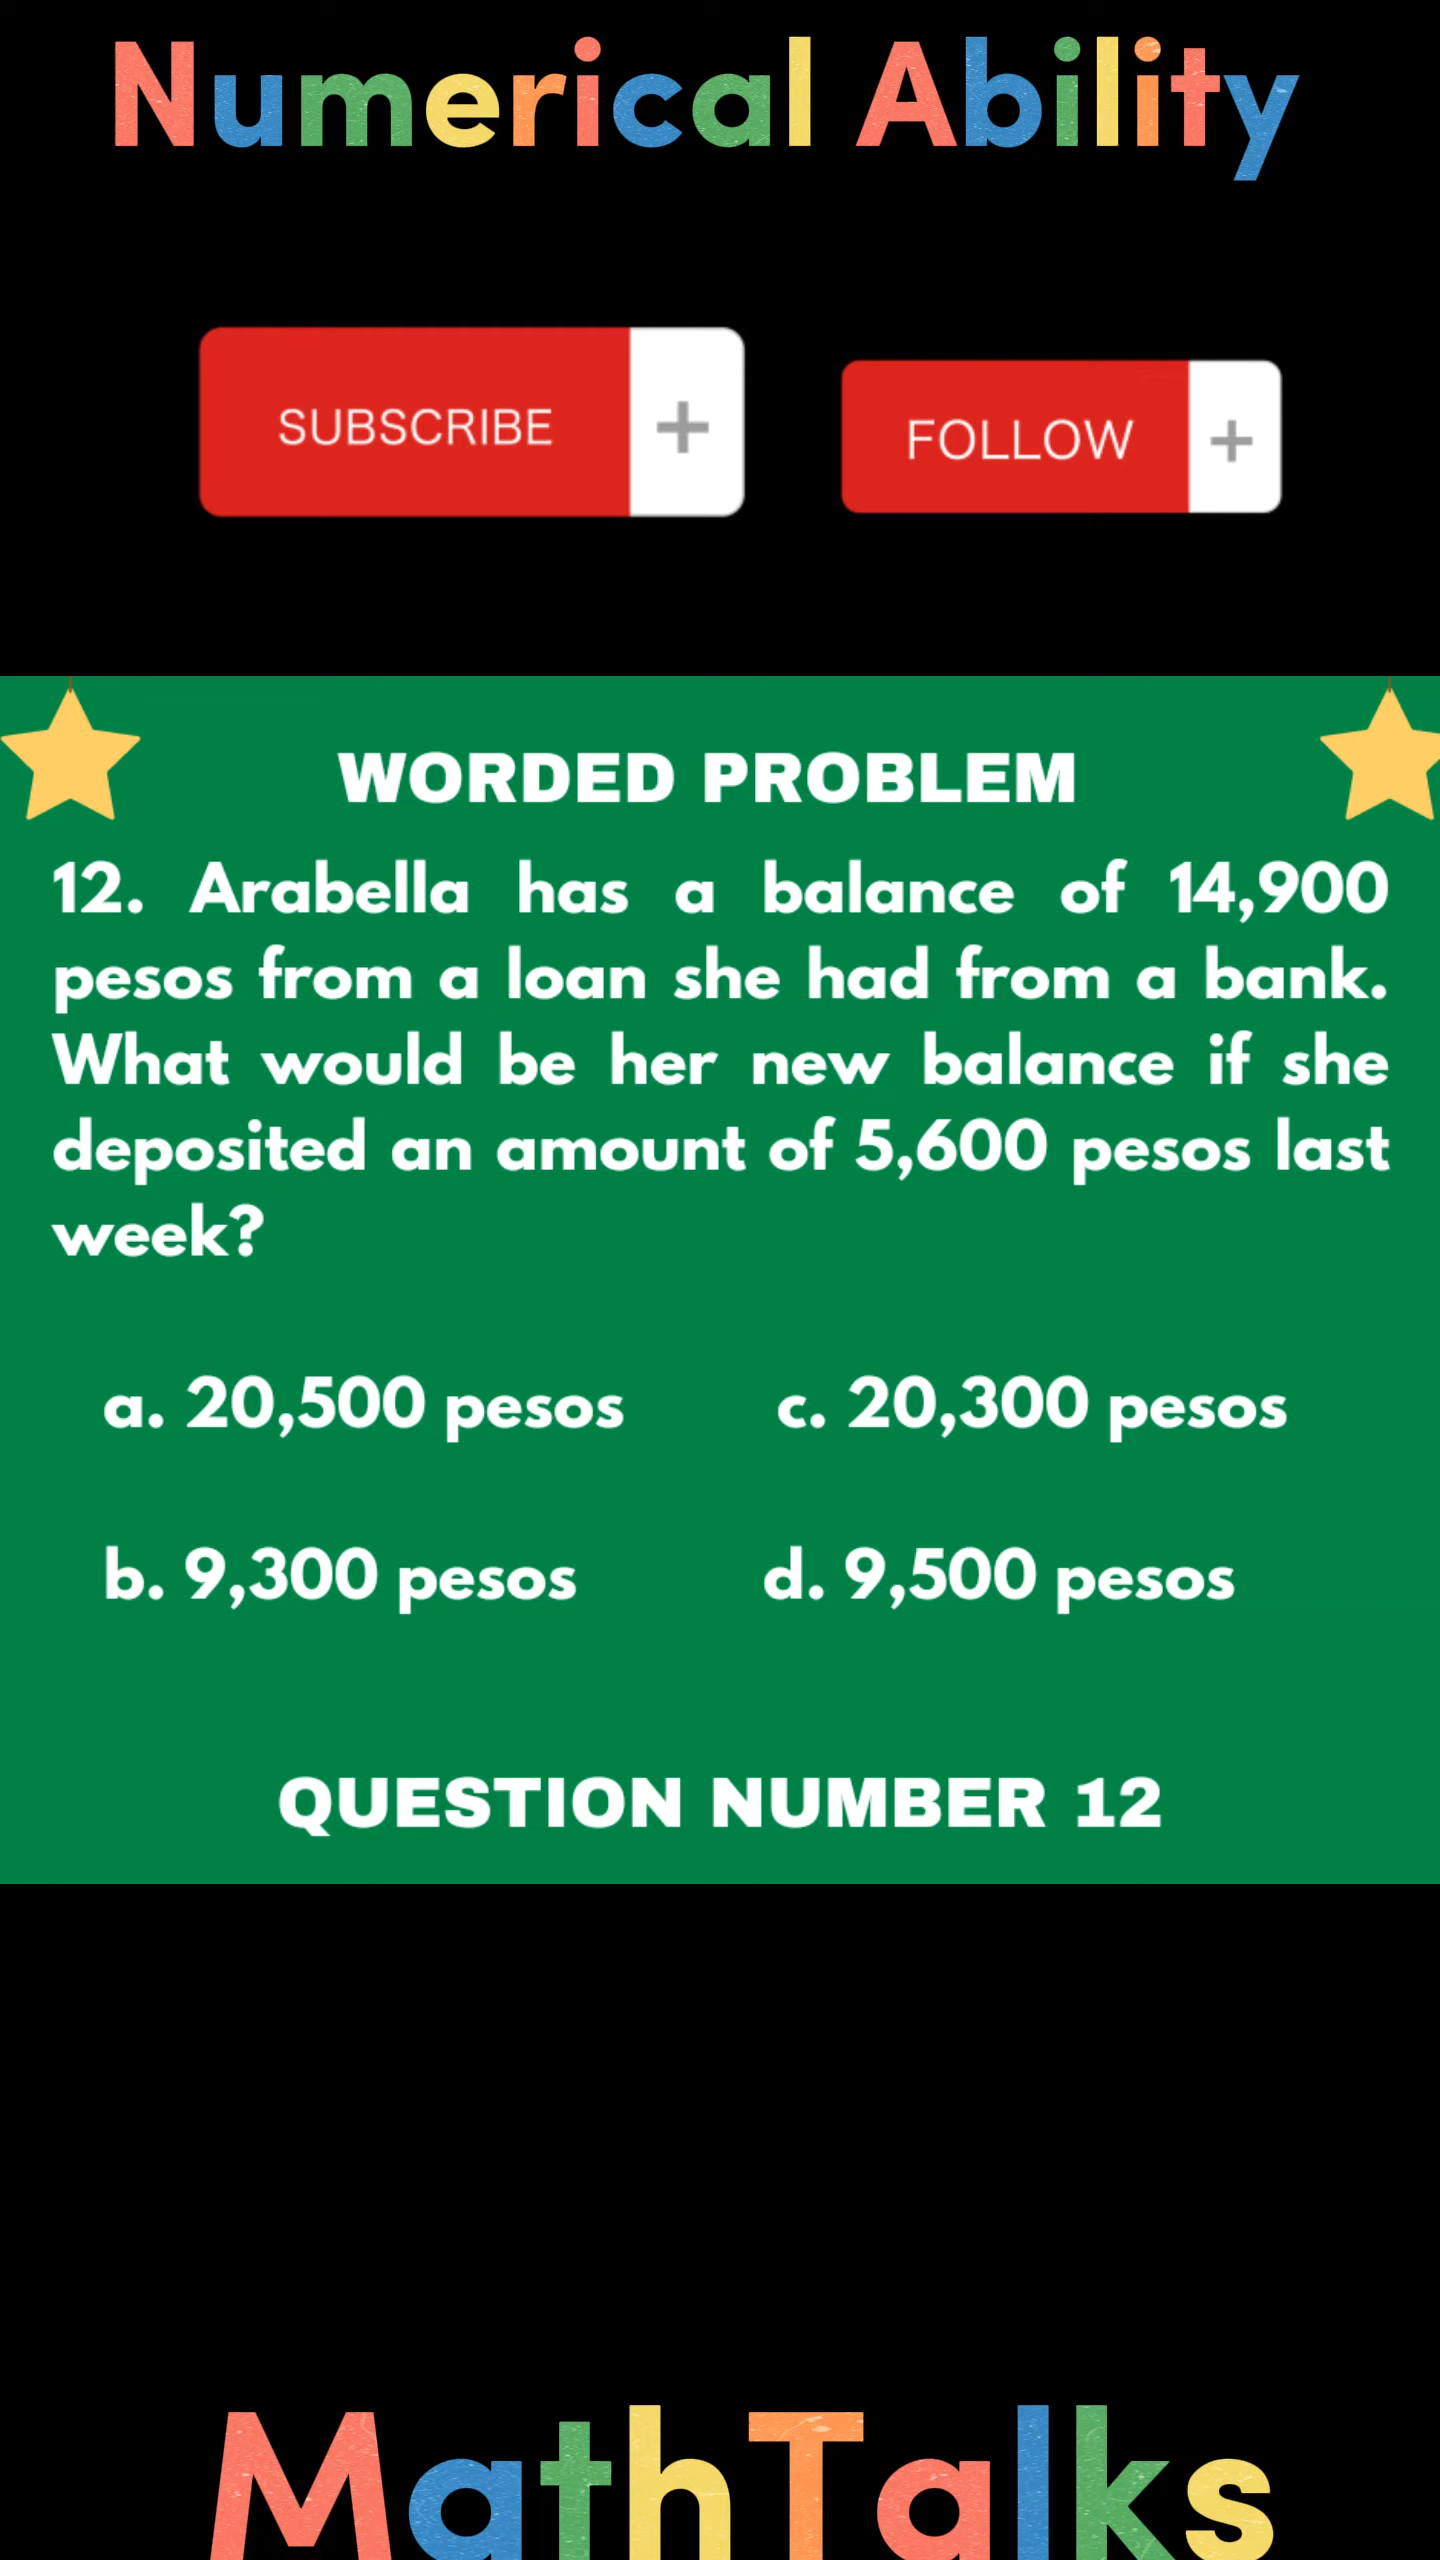 Numerical Ability
SUBSCRIBE +
FOLLOW +
WORDED PROBLEM
12. Arabella has a balance of 14,900
pesos from a loan she had from a bank.
What would be her new balance if she
deposited an amount of 5,600 pesos last
week?
a. 20,500 pesos
c. 20,300 pesos
b. 9,300 pesos
d. 9,500 pesos
QUESTION NUMBER 12
MathTalks